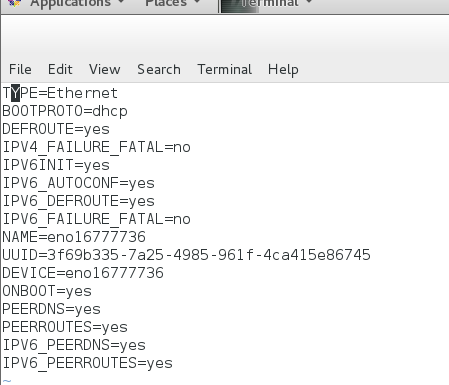 Applications Places Terminal
File Edit View Search Terminal Help
TYPE=Ethernet
BOOTPROTO=dhcp
DEFROUTE=yes
IPV4_FAILURE_FATAL=no
IPV6INIT=yes
IPV6_AUTOCONF=yes
IPV6_DEFROUTE=yes
IPV6_FAILURE_FATAL=no
NAME=eno16777736
UUID=3f69b335-7a25-4985-961f-4ca415e86745
DEVICE=eno16777736
ONBOOT=yes
PEERDNS=yes
PEERROUTES=yes
IPV6_PEERDNS=yes
IPV6_PEERROUTES=yes
~